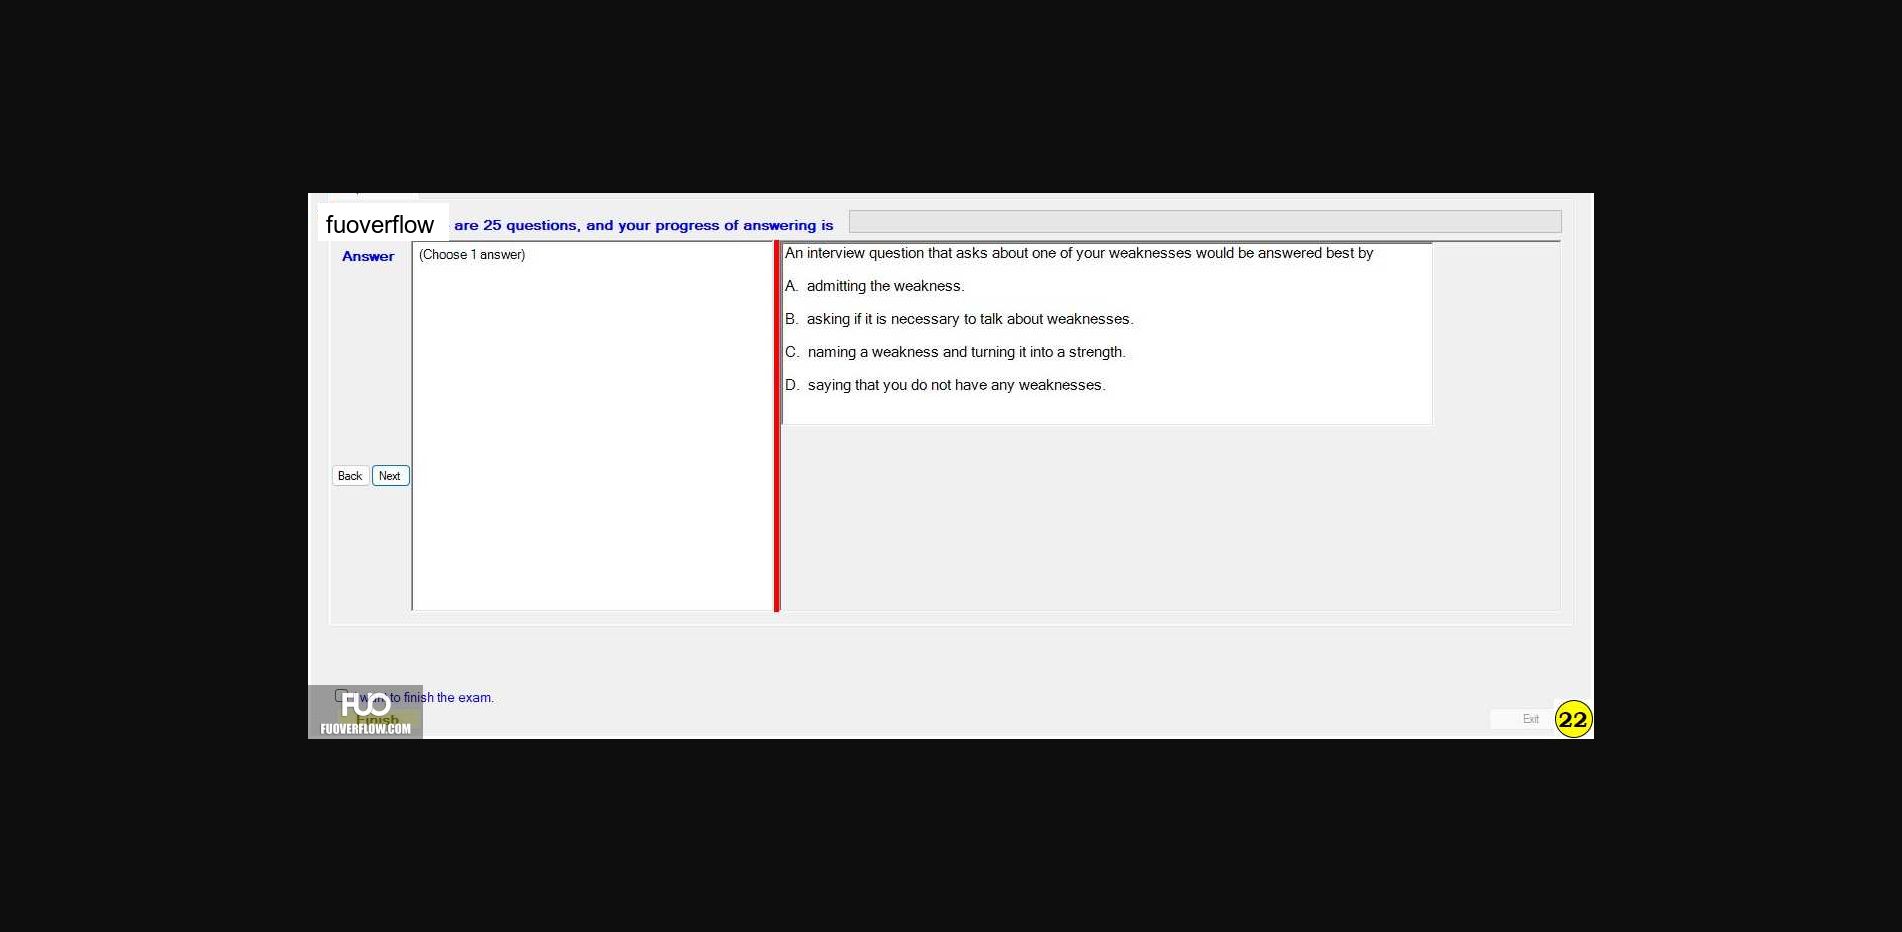 fuoverflow are 25 questions, and your progress of answering is
Answer
(Choose 1 answer)
An interview question that asks about one of your weaknesses would be answered best by
A. admitting the weakness.
B. asking if it is necessary to talk about weaknesses.
C. naming a weakness and turning it into a strength.
D. saying that you do not have any weaknesses.
Back Next
I want to finish the exam.
FUO
Finish
FUOVERFLOW.COM
Exit
22